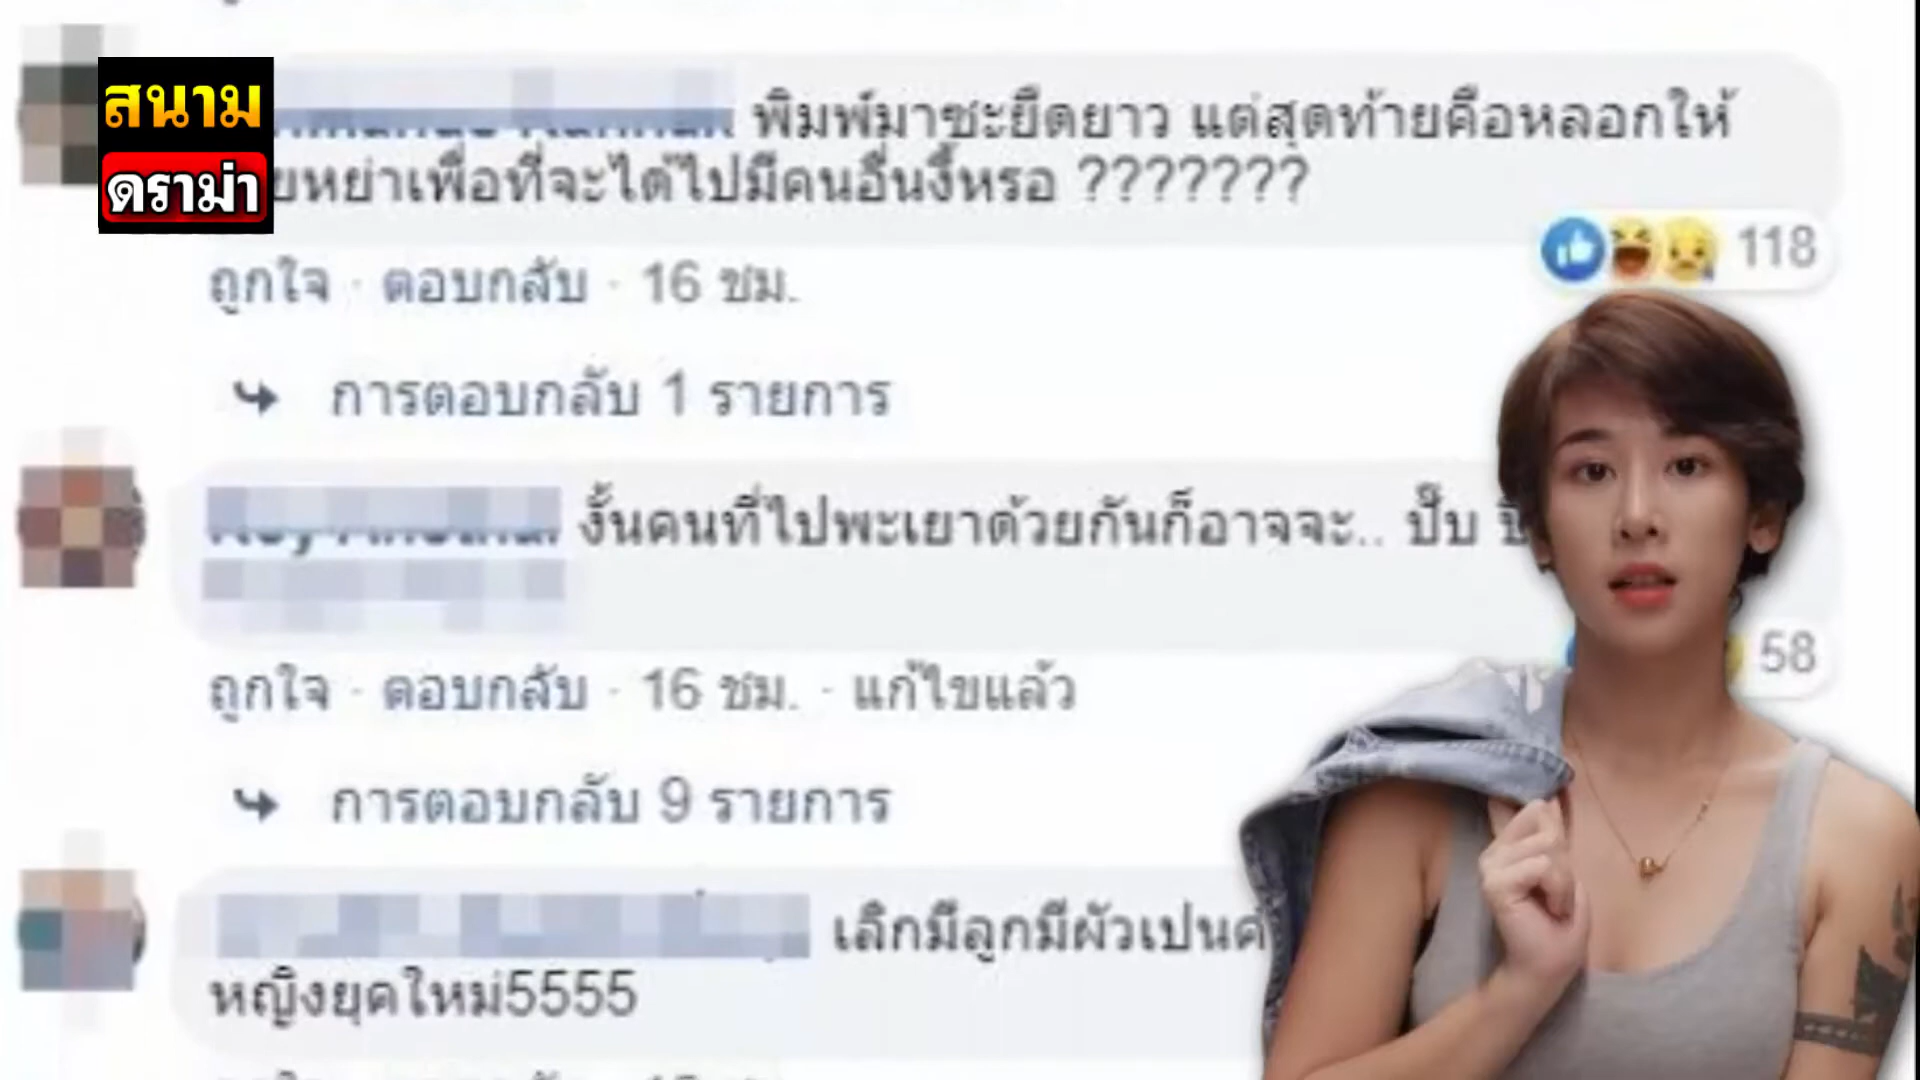 สนาม
ดราม่า
พิมพ์มาซะยืดยาว แต่สุดท้ายคือหลอกให้
ยหย่าเพื่อที่จะได้ไปมีคนอื่นงี้หรอ ???????
118
ถูกใจ · ตอบกลับ · 16 ชม.
การตอบกลับ 1 รายการ
งั้นคนที่ไปพะเยาด้วยกันก็อาจจะ.. ปั๊บ
58
ถูกใจ · ตอบกลับ · 16 ชม. · แก้ไขแล้ว
การตอบกลับ 9 รายการ
เลิกมีลูกมีผัวเปนค
หญิงยุคใหม่5555